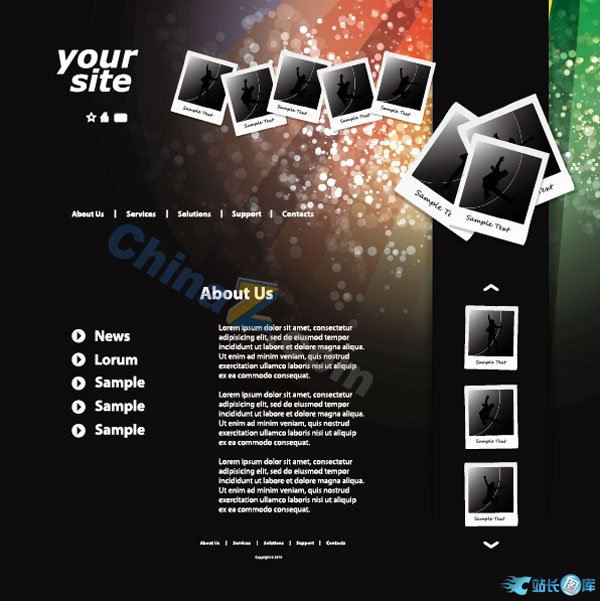 your
site
Sample Text
Sample Text
Sample Text
Sample Text
Sample Text
Sample Te
Sample Text
About Us | Services | Solutions | Support | Contacts
ChinaZ.com
About Us
News
Lorum
Sample
Sample
Sample
Lorem ipsum dolor sit amet, consectetur
adipisicing elit, sed do eiusmod tempor
incididunt ut labore et dolore magna aliqua.
Ut enim ad minim veniam, quis nostrud
exercitation ullamco laboris nisi ut aliquip
ex ea commodo consequat.
Lorem ipsum dolor sit amet, consectetur
adipisicing elit, sed do eiusmod tempor
incididunt ut labore et dolore magna aliqua.
Ut enim ad minim veniam, quis nostrud
exercitation ullamco laboris nisi ut aliquip
ex ea commodo consequat.
Lorem ipsum dolor sit amet, consectetur
adipisicing elit, sed do eiusmod tempor
incididunt ut labore et dolore magna aliqua.
Ut enim ad minim veniam, quis nostrud
exercitation ullamco laboris nisi ut aliquip
ex ea commodo consequat.
Sample Text
Sample Text
Sample Text
About Us | Services | Solutions | Support | Contacts
Copyright © 2010
站长图库